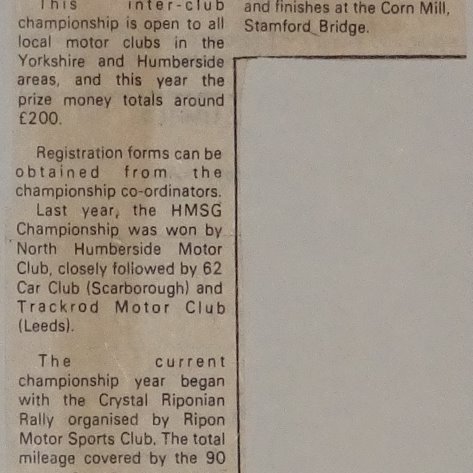 This inter-club
championship is open to all
local motor clubs in the
Yorkshire and Humberside
areas, and this year the
prize money totals around
£200.
Registration forms can be
obtained from the
championship co-ordinators.
Last year, the HMSG
Championship was won by
North Humberside Motor
Club, closely followed by 62
Car Club (Scarborough) and
Trackrod Motor Club
(Leeds).
The current
championship year began
with the Crystal Riponian
Rally organised by Ripon
Motor Sports Club. The total
mileage covered by the 90
and finishes at the Corn Mill,
Stamford Bridge.